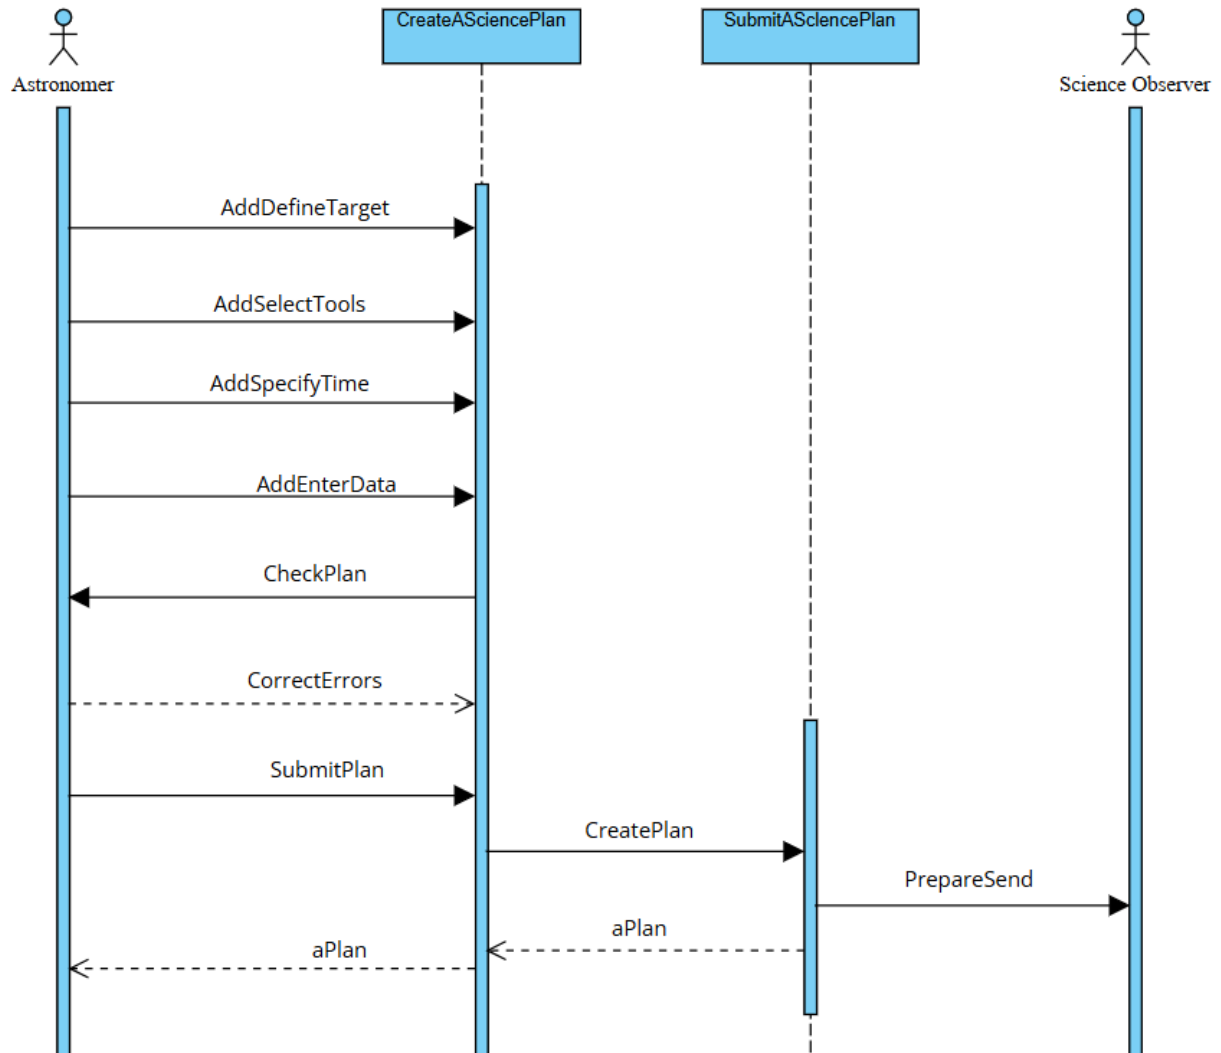 CreateASciencePlan
SubmitASciencePlan
Astronomer
Science Observer
AddDefineTarget
AddSelectTools
AddSpecifyTime
AddEnterData
CheckPlan
CorrectErrors
SubmitPlan
CreatePlan
PrepareSend
aPlan
aPlan